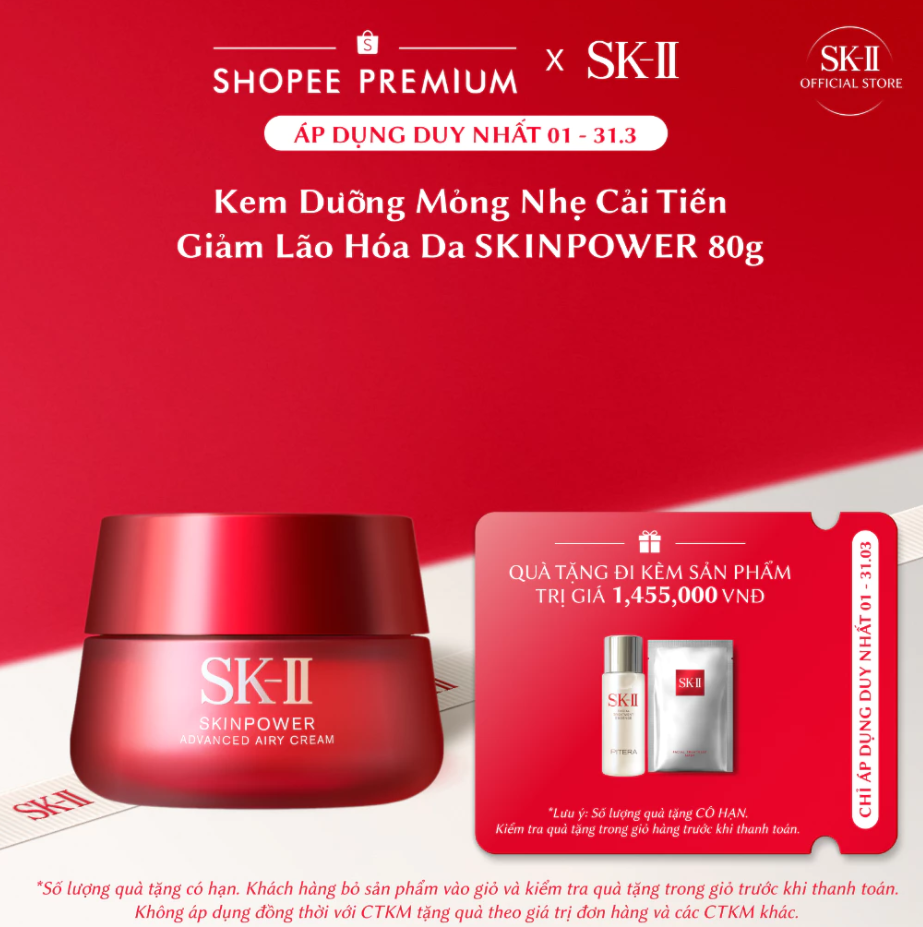 SHOPEE PREMIUM X SK-II
SK-II
OFFICIAL STORE
ÁP DỤNG DUY NHẤT 01 - 31.3
Kem Dưỡng Mỏng Nhẹ Cải Tiến
Giảm Lão Hóa Da SKINPOWER 80g
SK-II
SKINPOWER
ADVANCED AIRY CREAM
SK-II
QUÀ TẶNG ĐI KÈM SẢN PHẨM
TRỊ GIÁ 1,455,000 VNĐ
SK-II
PITERA
SK-II
*Lưu ý: Số lượng quà tặng CÓ HẠN.
Kiểm tra quà tặng trong giỏ hàng trước khi thanh toán.
CHỈ ÁP DỤNG DUY NHẤT 01 - 31.03
*Số lượng quà tặng có hạn. Khách hàng bỏ sản phẩm vào giỏ và kiểm tra quà tặng trong giỏ trước khi thanh toán.
Không áp dụng đồng thời với CTKM tặng quà theo giá trị đơn hàng và các CTKM khác.